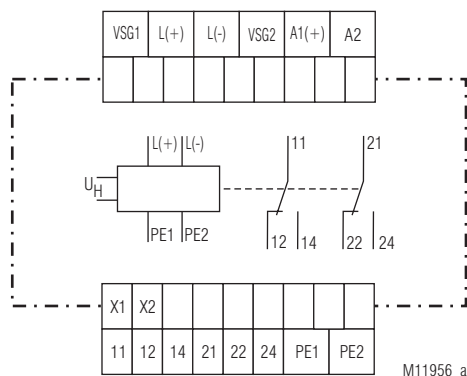 VSG1 L(+) L(-) VSG2 A1(+) A2
L(+) L(-) 11 21
UH
PE1 PE2 12 14 22 24
X1 X2
11 12 14 21 22 24 PE1 PE2
M11956_a